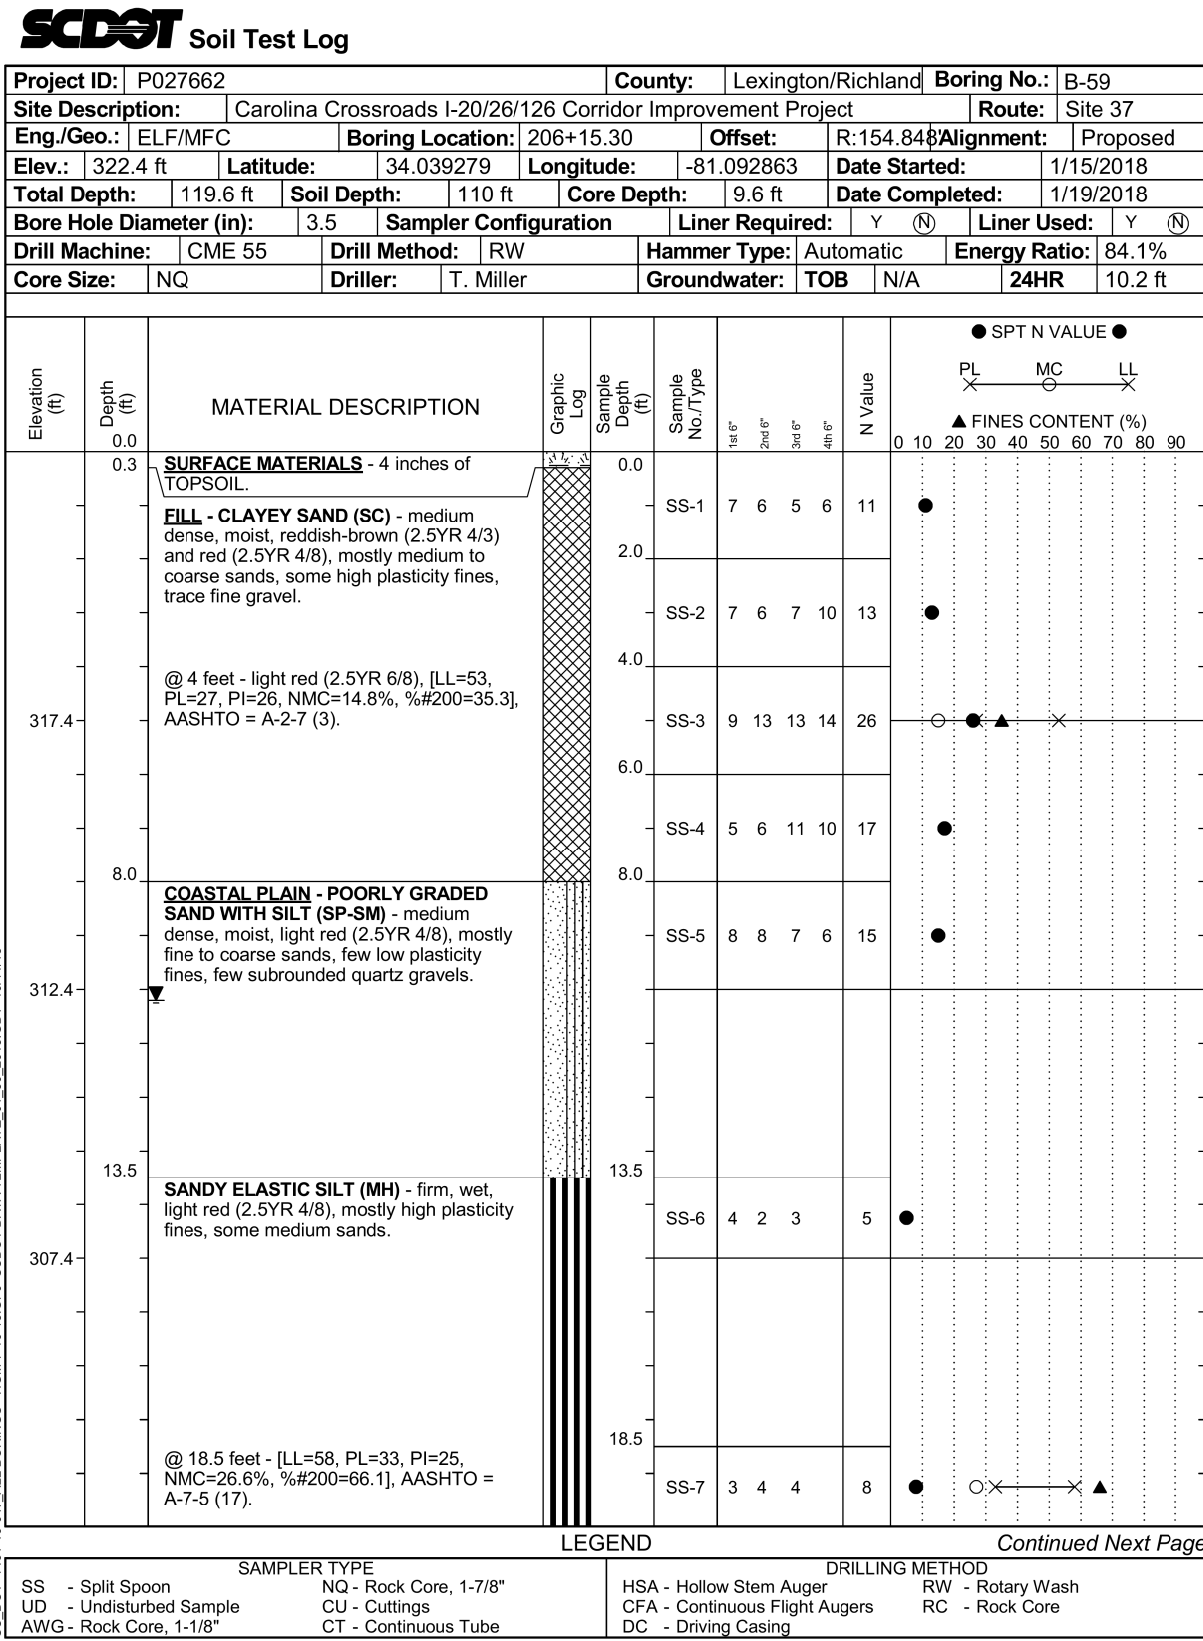 SCDOT Soil Test Log
Project ID: P027662 County: Lexington/Richland Boring No.: B-59
Site Description: Carolina Crossroads I-20/26/126 Corridor Improvement Project Route: Site 37
Eng./Geo.: ELF/MFC Boring Location: 206+15.30 Offset: R:154.848' Alignment: Proposed
Elev.: 322.4 ft Latitude: 34.039279 Longitude: -81.092863 Date Started: 1/15/2018
Total Depth: 119.6 ft Soil Depth: 110 ft Core Depth: 9.6 ft Date Completed: 1/19/2018
Bore Hole Diameter (in): 3.5 Sampler Configuration Liner Required: Y N Liner Used: Y N
Drill Machine: CME 55 Drill Method: RW Hammer Type: Automatic Energy Ratio: 84.1%
Core Size: NQ Driller: T. Miller Groundwater: TOB N/A 24HR 10.2 ft
Elevation (ft) Depth (ft) MATERIAL DESCRIPTION Graphic Log Sample Depth (ft) Sample No./Type 1st 6" 2nd 6" 3rd 6" 4th 6" N Value
● SPT N VALUE ●
PL MC LL
▲ FINES CONTENT (%)
0 10 20 30 40 50 60 70 80 90
0.0
0.3 SURFACE MATERIALS - 4 inches of 0.0
TOPSOIL.
SS-1 7 6 5 6 11
FILL - CLAYEY SAND (SC) - medium
dense, moist, reddish-brown (2.5YR 4/3)
and red (2.5YR 4/8), mostly medium to 2.0
coarse sands, some high plasticity fines,
trace fine gravel.
SS-2 7 6 7 10 13
4.0
@ 4 feet - light red (2.5YR 6/8), [LL=53,
PL=27, PI=26, NMC=14.8%, %#200=35.3],
AASHTO = A-2-7 (3).
317.4 SS-3 9 13 13 14 26
6.0
SS-4 5 6 11 10 17
8.0 8.0
COASTAL PLAIN - POORLY GRADED
SAND WITH SILT (SP-SM) - medium
dense, moist, light red (2.5YR 4/8), mostly SS-5 8 8 7 6 15
fine to coarse sands, few low plasticity
fines, few subrounded quartz gravels.
312.4
13.5 13.5
SANDY ELASTIC SILT (MH) - firm, wet,
light red (2.5YR 4/8), mostly high plasticity
fines, some medium sands.
SS-6 4 2 3 5
307.4
18.5
@ 18.5 feet - [LL=58, PL=33, PI=25,
NMC=26.6%, %#200=66.1], AASHTO =
A-7-5 (17).
SS-7 3 4 4 8
LEGEND Continued Next Page
SAMPLER TYPE DRILLING METHOD
SS - Split Spoon NQ - Rock Core, 1-7/8" HSA - Hollow Stem Auger RW - Rotary Wash
UD - Undisturbed Sample CU - Cuttings CFA - Continuous Flight Augers RC - Rock Core
AWG - Rock Core, 1-1/8" CT - Continuous Tube DC - Driving Casing